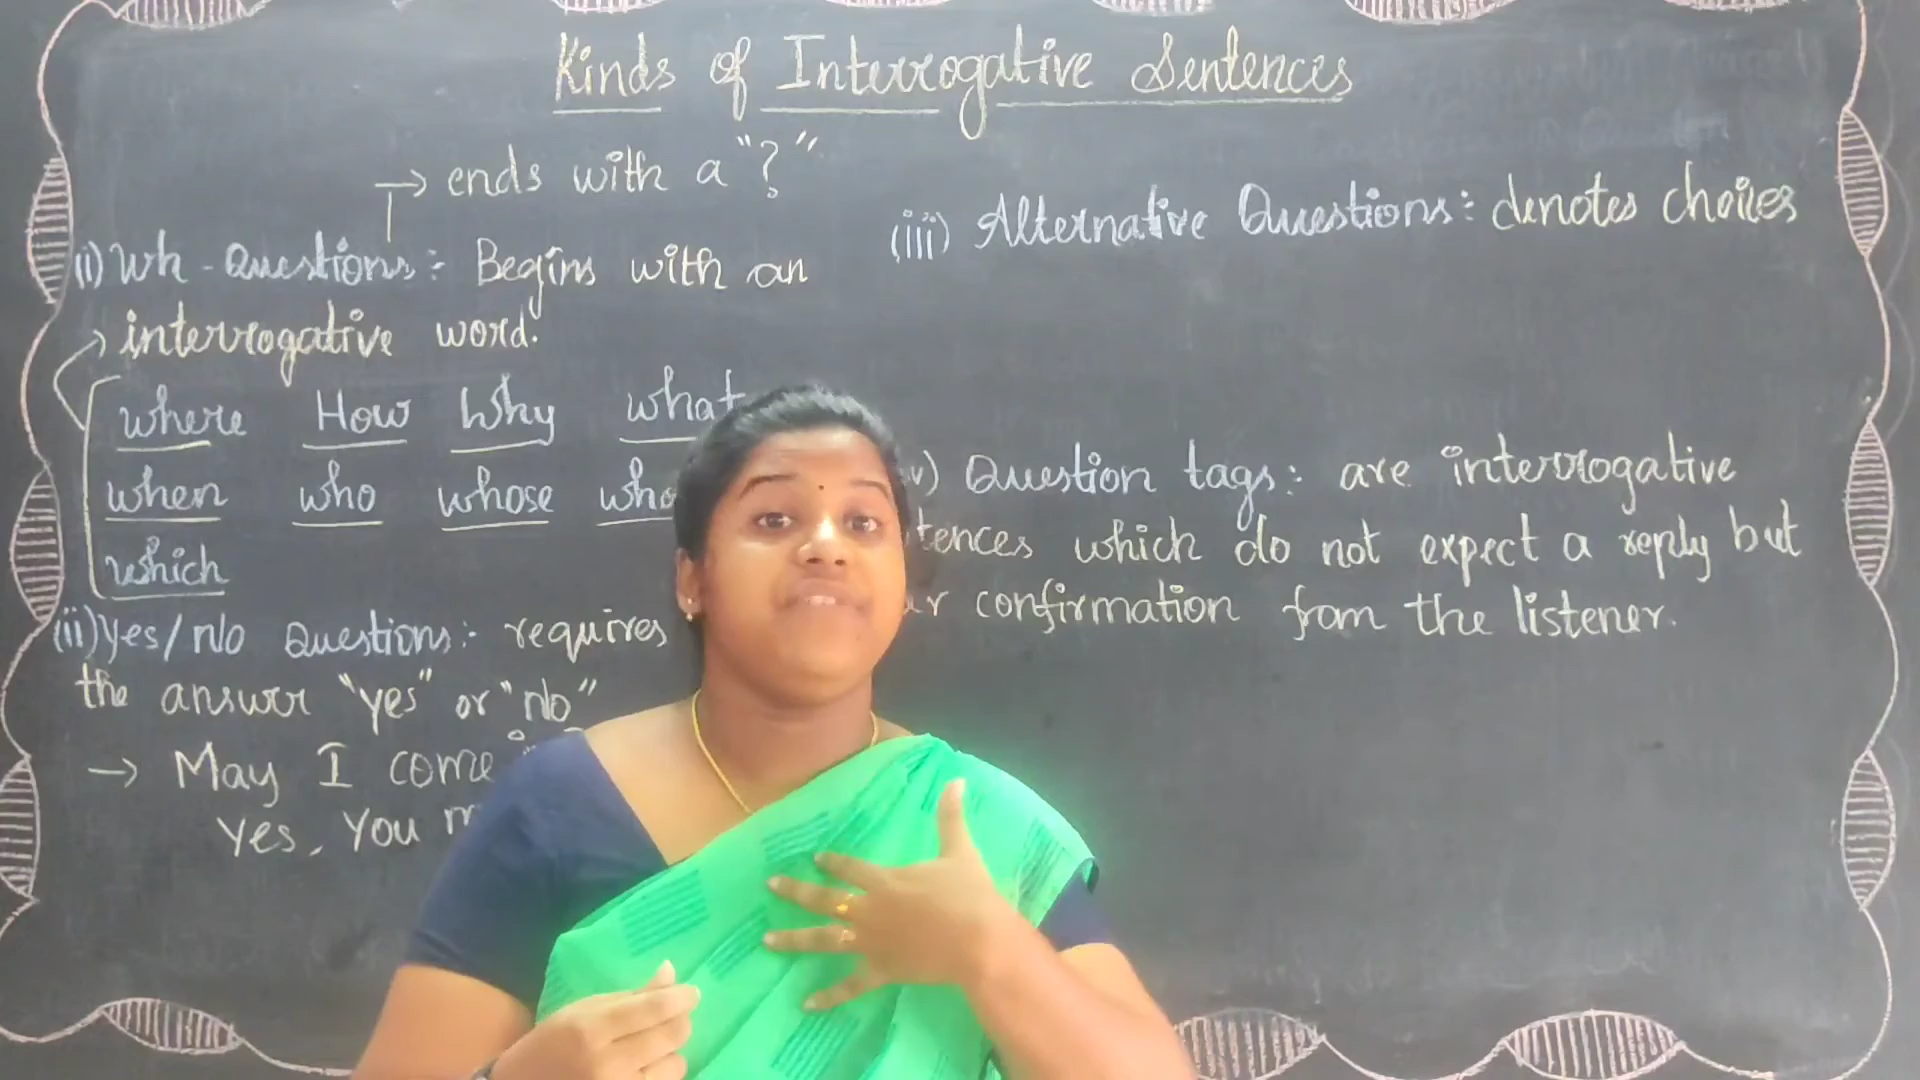 Kinds of Interrogative Sentences
→ ends with a "?"
(i) Wh-Questions:- Begins with an
interrogative word.
where How Why what
when who whose
which
(ii) Yes/No Questions:- requires
the answer "yes" or "No"
→ May I come
Yes, You
(iii) Alternative Questions: denotes choices
Question tags: are interrogative
which do not expect a reply but
confirmation from the listener.